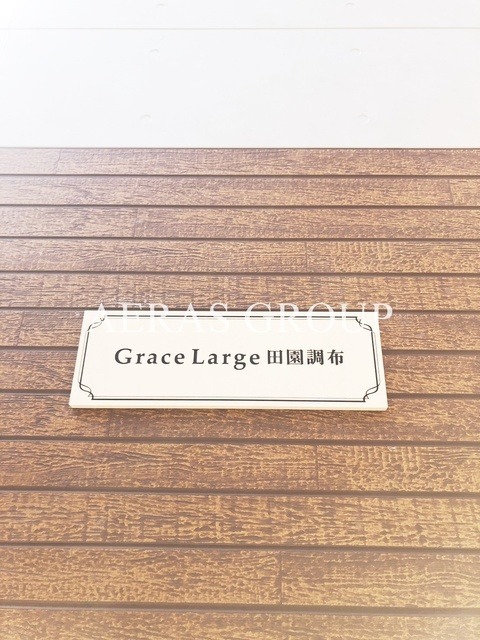 AERAS GROUP
Grace Large 田園調布